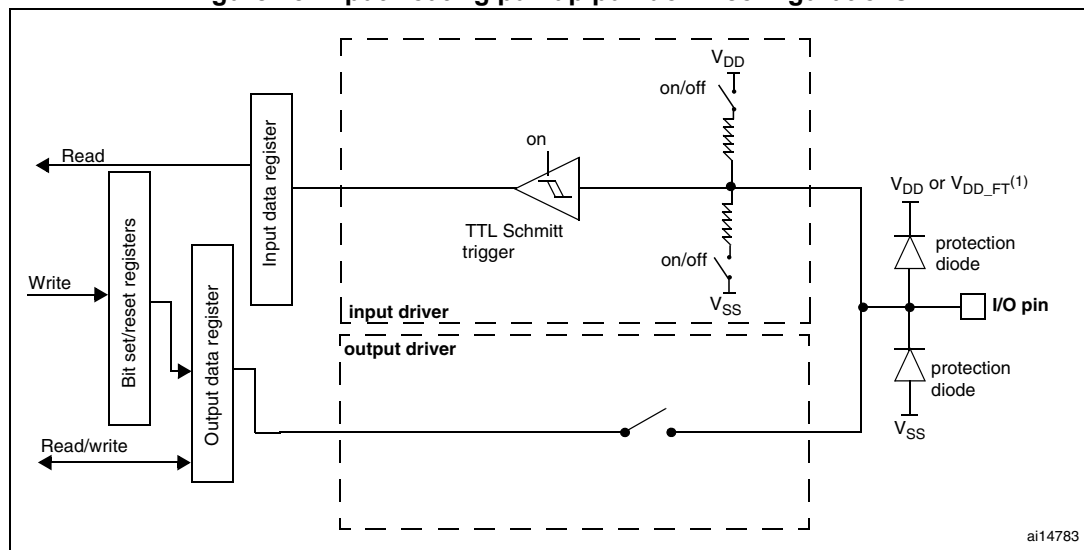 V_DD
on/off
Read
on
Input data register
TTL Schmitt
trigger
V_DD or V_DD_FT(1)
protection
diode
on/off
V_SS
Write
Bit set/reset registers
Output data register
input driver
I/O pin
output driver
protection
diode
V_SS
Read/write
ai14783